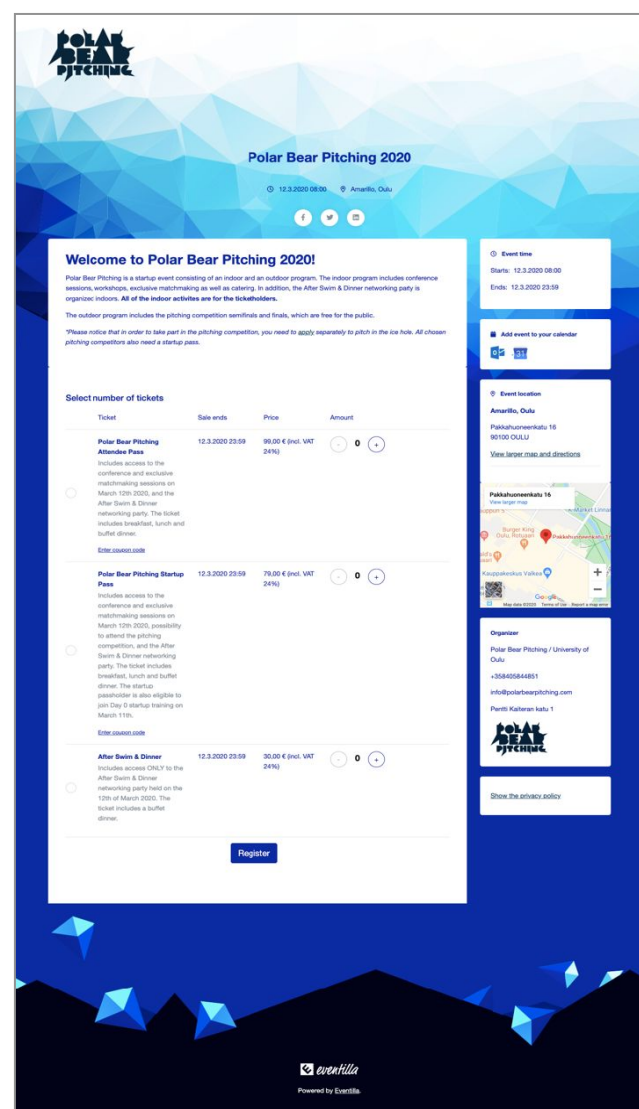 POLAR
BEAR
PITCHING
Polar Bear Pitching 2020
12.3.2020 08:00 Amarillo, Oulu
Welcome to Polar Bear Pitching 2020!
Polar Bear Pitching is a startup event consisting of an indoor and an outdoor program. The indoor program includes conference
sessions, workshops, exclusive matchmaking as well as catering. In addition, the After Swim & Dinner networking party is
organized indoors. All of the indoor activites are for the ticketholders.
The outdoor program includes the pitching competition semifinals and finals, which are free for the public.
*Please notice that in order to take part in the pitching competition, you need to apply separately to pitch in the ice hole. All chosen
pitching competitors also need a startup pass.
Select number of tickets
Ticket Sale ends Price Amount
Polar Bear Pitching 12.3.2020 23:59 99,00 € (incl. VAT - 0 +
Attendee Pass 24%)
Includes access to the
conference and exclusive
matchmaking sessions on
March 12th 2020, and the
After Swim & Dinner
networking party. The ticket
includes breakfast, lunch and
buffet dinner.
Enter coupon code
Polar Bear Pitching Startup 12.3.2020 23:59 79,00 € (incl. VAT - 0 +
Pass 24%)
Includes access to the
conference and exclusive
matchmaking sessions on
March 12th 2020, possibility
to attend the pitching
competition, and the After
Swim & Dinner networking
party. The ticket includes
breakfast, lunch and buffet
dinner. The startup
passholder is also eligible to
join Day 0 startup training on
March 11th.
Enter coupon code
After Swim & Dinner 12.3.2020 23:59 30,00 € (incl. VAT - 0 +
Includes access ONLY to the 24%)
After Swim & Dinner
networking party held on the
12th of March 2020. The
ticket includes a buffet
dinner.
Register
Event time
Starts: 12.3.2020 08:00
Ends: 12.3.2020 23:59
Add event to your calendar
31
Event location
Amarillo, Oulu
Pakkahuoneenkatu 16
90100 OULU
View larger map and directions
Pakkahuoneenkatu 16
View larger map
Market Linnan
Burger King
Oulu, Rotuaari
Pakkahuoneenkatu 16
Kauppakeskus Valkea
+
−
Google
Map data ©2020 Terms of Use Report a map error
Organizer
Polar Bear Pitching / University of
Oulu
+358405844851
info@polarbearpitching.com
Pentti Kaiteran katu 1
POLAR
BEAR
PITCHING
Show the privacy policy
eventilla
Powered by Eventilla.